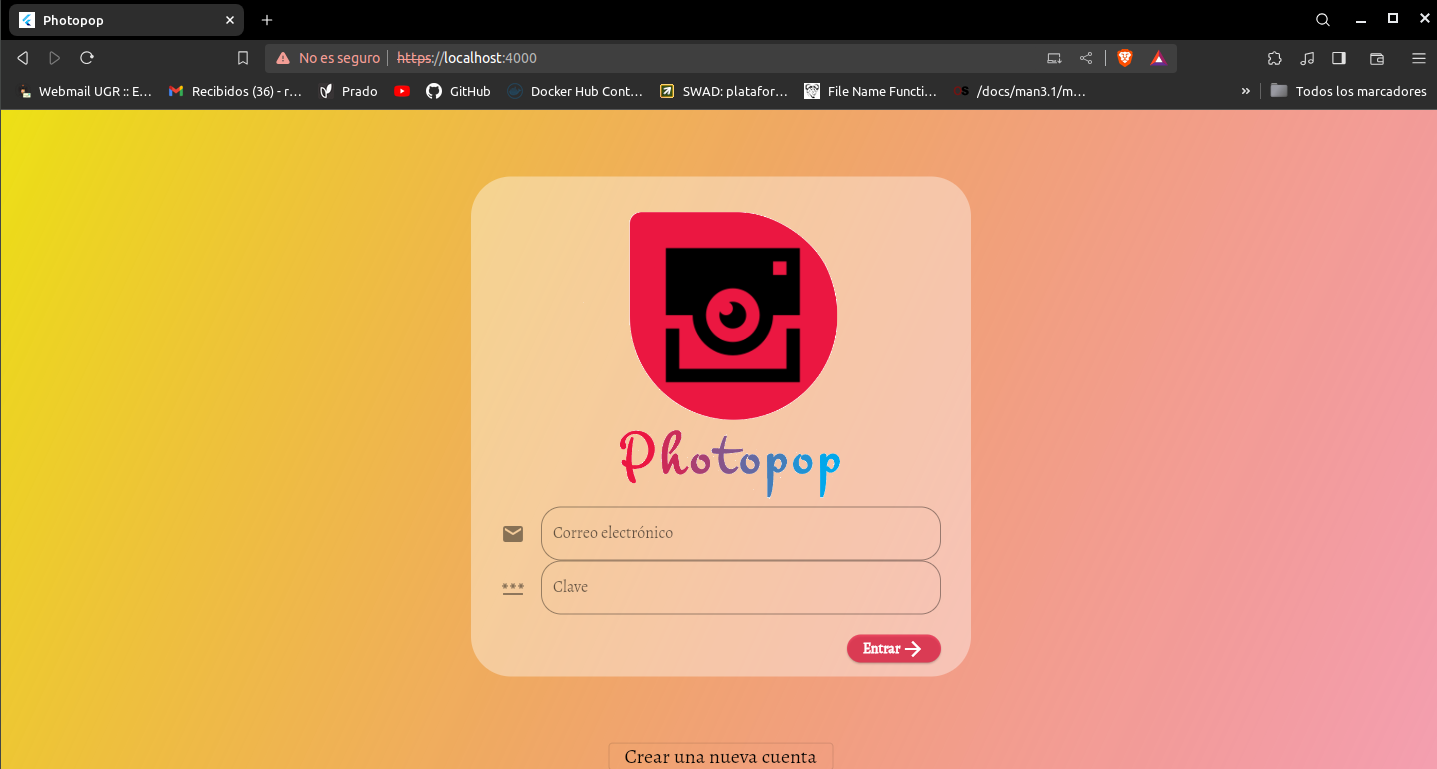 Photopop
No es seguro https://localhost:4000
Webmail UGR :: E… Recibidos (36) - r… Prado GitHub Docker Hub Cont… SWAD: platafor… File Name Functi… /docs/man3.1/m… » Todos los marcadores
Photopop
Correo electrónico
*** Clave
Entrar
Crear una nueva cuenta